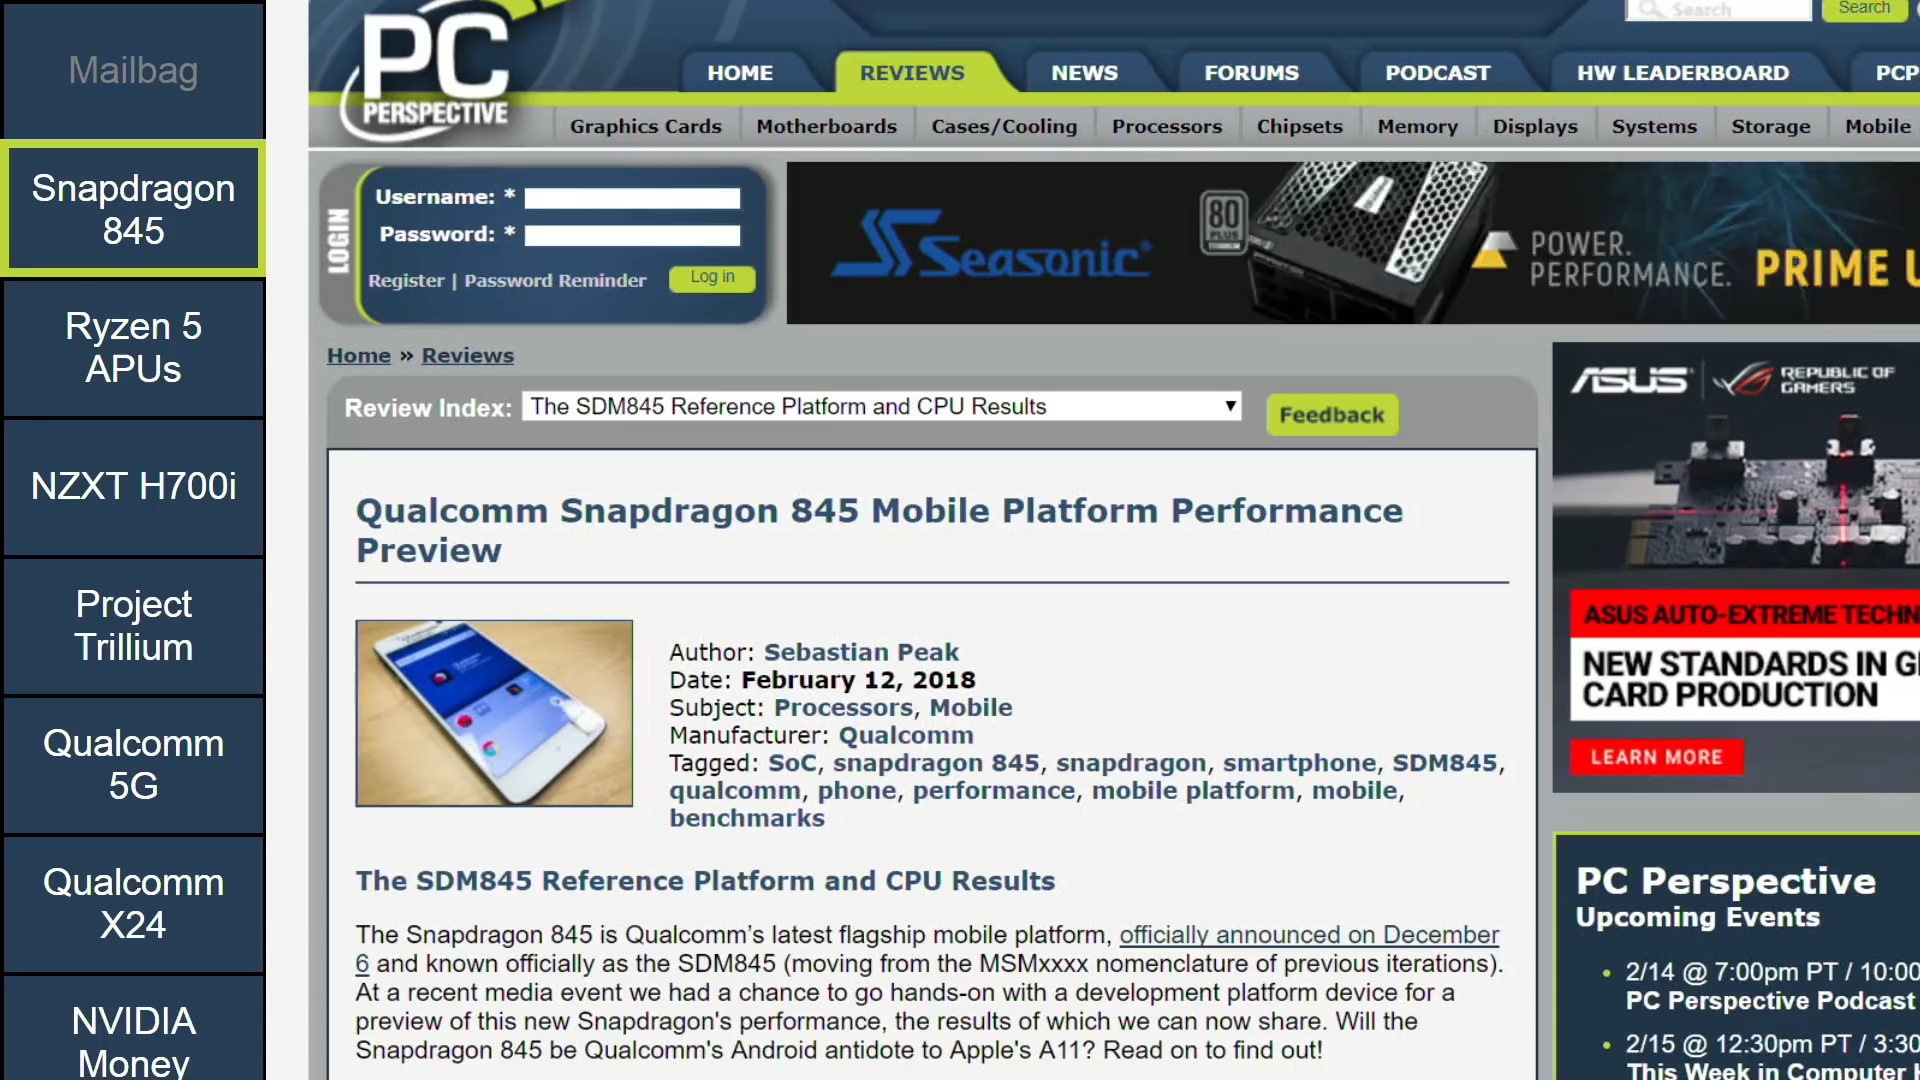 Mailbag
Snapdragon
845
Ryzen 5
APUs
NZXT H700i
Project
Trillium
Qualcomm
5G
Qualcomm
X24
NVIDIA
Money
PC
PERSPECTIVE
Search
Search
HOME
REVIEWS
NEWS
FORUMS
PODCAST
HW LEADERBOARD
PCP
Graphics Cards
Motherboards
Cases/Cooling
Processors
Chipsets
Memory
Displays
Systems
Storage
Mobile
LOGIN
Username: *
Password: *
Register | Password Reminder
Log in
Seasonic
80
PLUS
TITANIUM
POWER.
PERFORMANCE.
PRIME U
Home » Reviews
Review Index:
The SDM845 Reference Platform and CPU Results
Feedback
Qualcomm Snapdragon 845 Mobile Platform Performance
Preview
Author: Sebastian Peak
Date: February 12, 2018
Subject: Processors, Mobile
Manufacturer: Qualcomm
Tagged: SoC, snapdragon 845, snapdragon, smartphone, SDM845,
qualcomm, phone, performance, mobile platform, mobile,
benchmarks
The SDM845 Reference Platform and CPU Results
The Snapdragon 845 is Qualcomm’s latest flagship mobile platform, officially announced on December
6 and known officially as the SDM845 (moving from the MSMxxxx nomenclature of previous iterations).
At a recent media event we had a chance to go hands-on with a development platform device for a
preview of this new Snapdragon's performance, the results of which we can now share. Will the
Snapdragon 845 be Qualcomm's Android antidote to Apple's A11? Read on to find out!
ASUS
REPUBLIC OF
GAMERS
ASUS AUTO-EXTREME TECHN
NEW STANDARDS IN G
CARD PRODUCTION
LEARN MORE
PC Perspective
Upcoming Events
• 2/14 @ 7:00pm PT / 10:00
PC Perspective Podcast
• 2/15 @ 12:30pm PT / 3:30
This Week in Computer